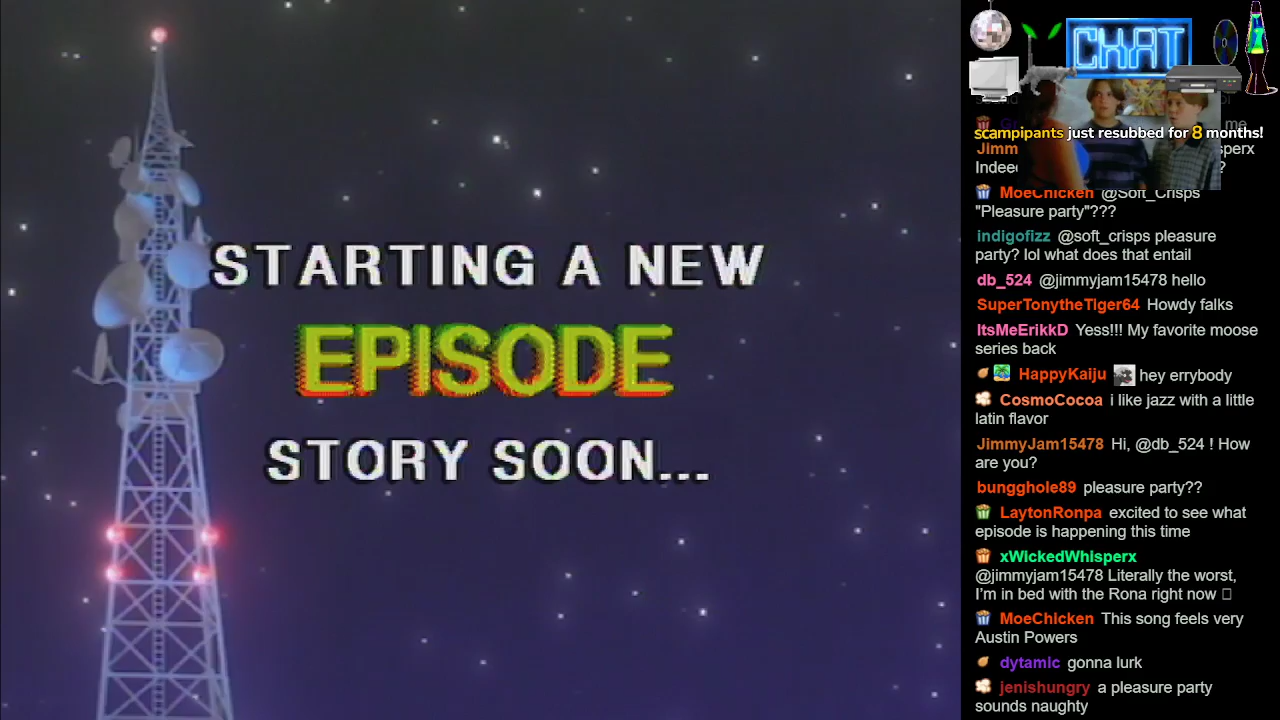 STARTING A NEW
EPISODE
STORY SOON...
CHAT
scampipants just resubbed for 8 months!
me
Jimm
sperx
Indeed
?
MoeChicken @Soft_Crisps
"Pleasure party"???
indigofizz @soft_crisps pleasure
party? lol what does that entail
db_524 @jimmyjam15478 hello
SuperTonytheTiger64 Howdy falks
ItsMeErikkD Yess!!! My favorite moose
series back
HappyKaiju hey errybody
CosmoCocoa i like jazz with a little
latin flavor
JimmyJam15478 Hi, @db_524 ! How
are you?
bungghole89 pleasure party??
LaytonRonpa excited to see what
episode is happening this time
xWickedWhisperx
@jimmyjam15478 Literally the worst,
I'm in bed with the Rona right now
MoeChicken This song feels very
Austin Powers
dytamic gonna lurk
jenishungry a pleasure party
sounds naughty